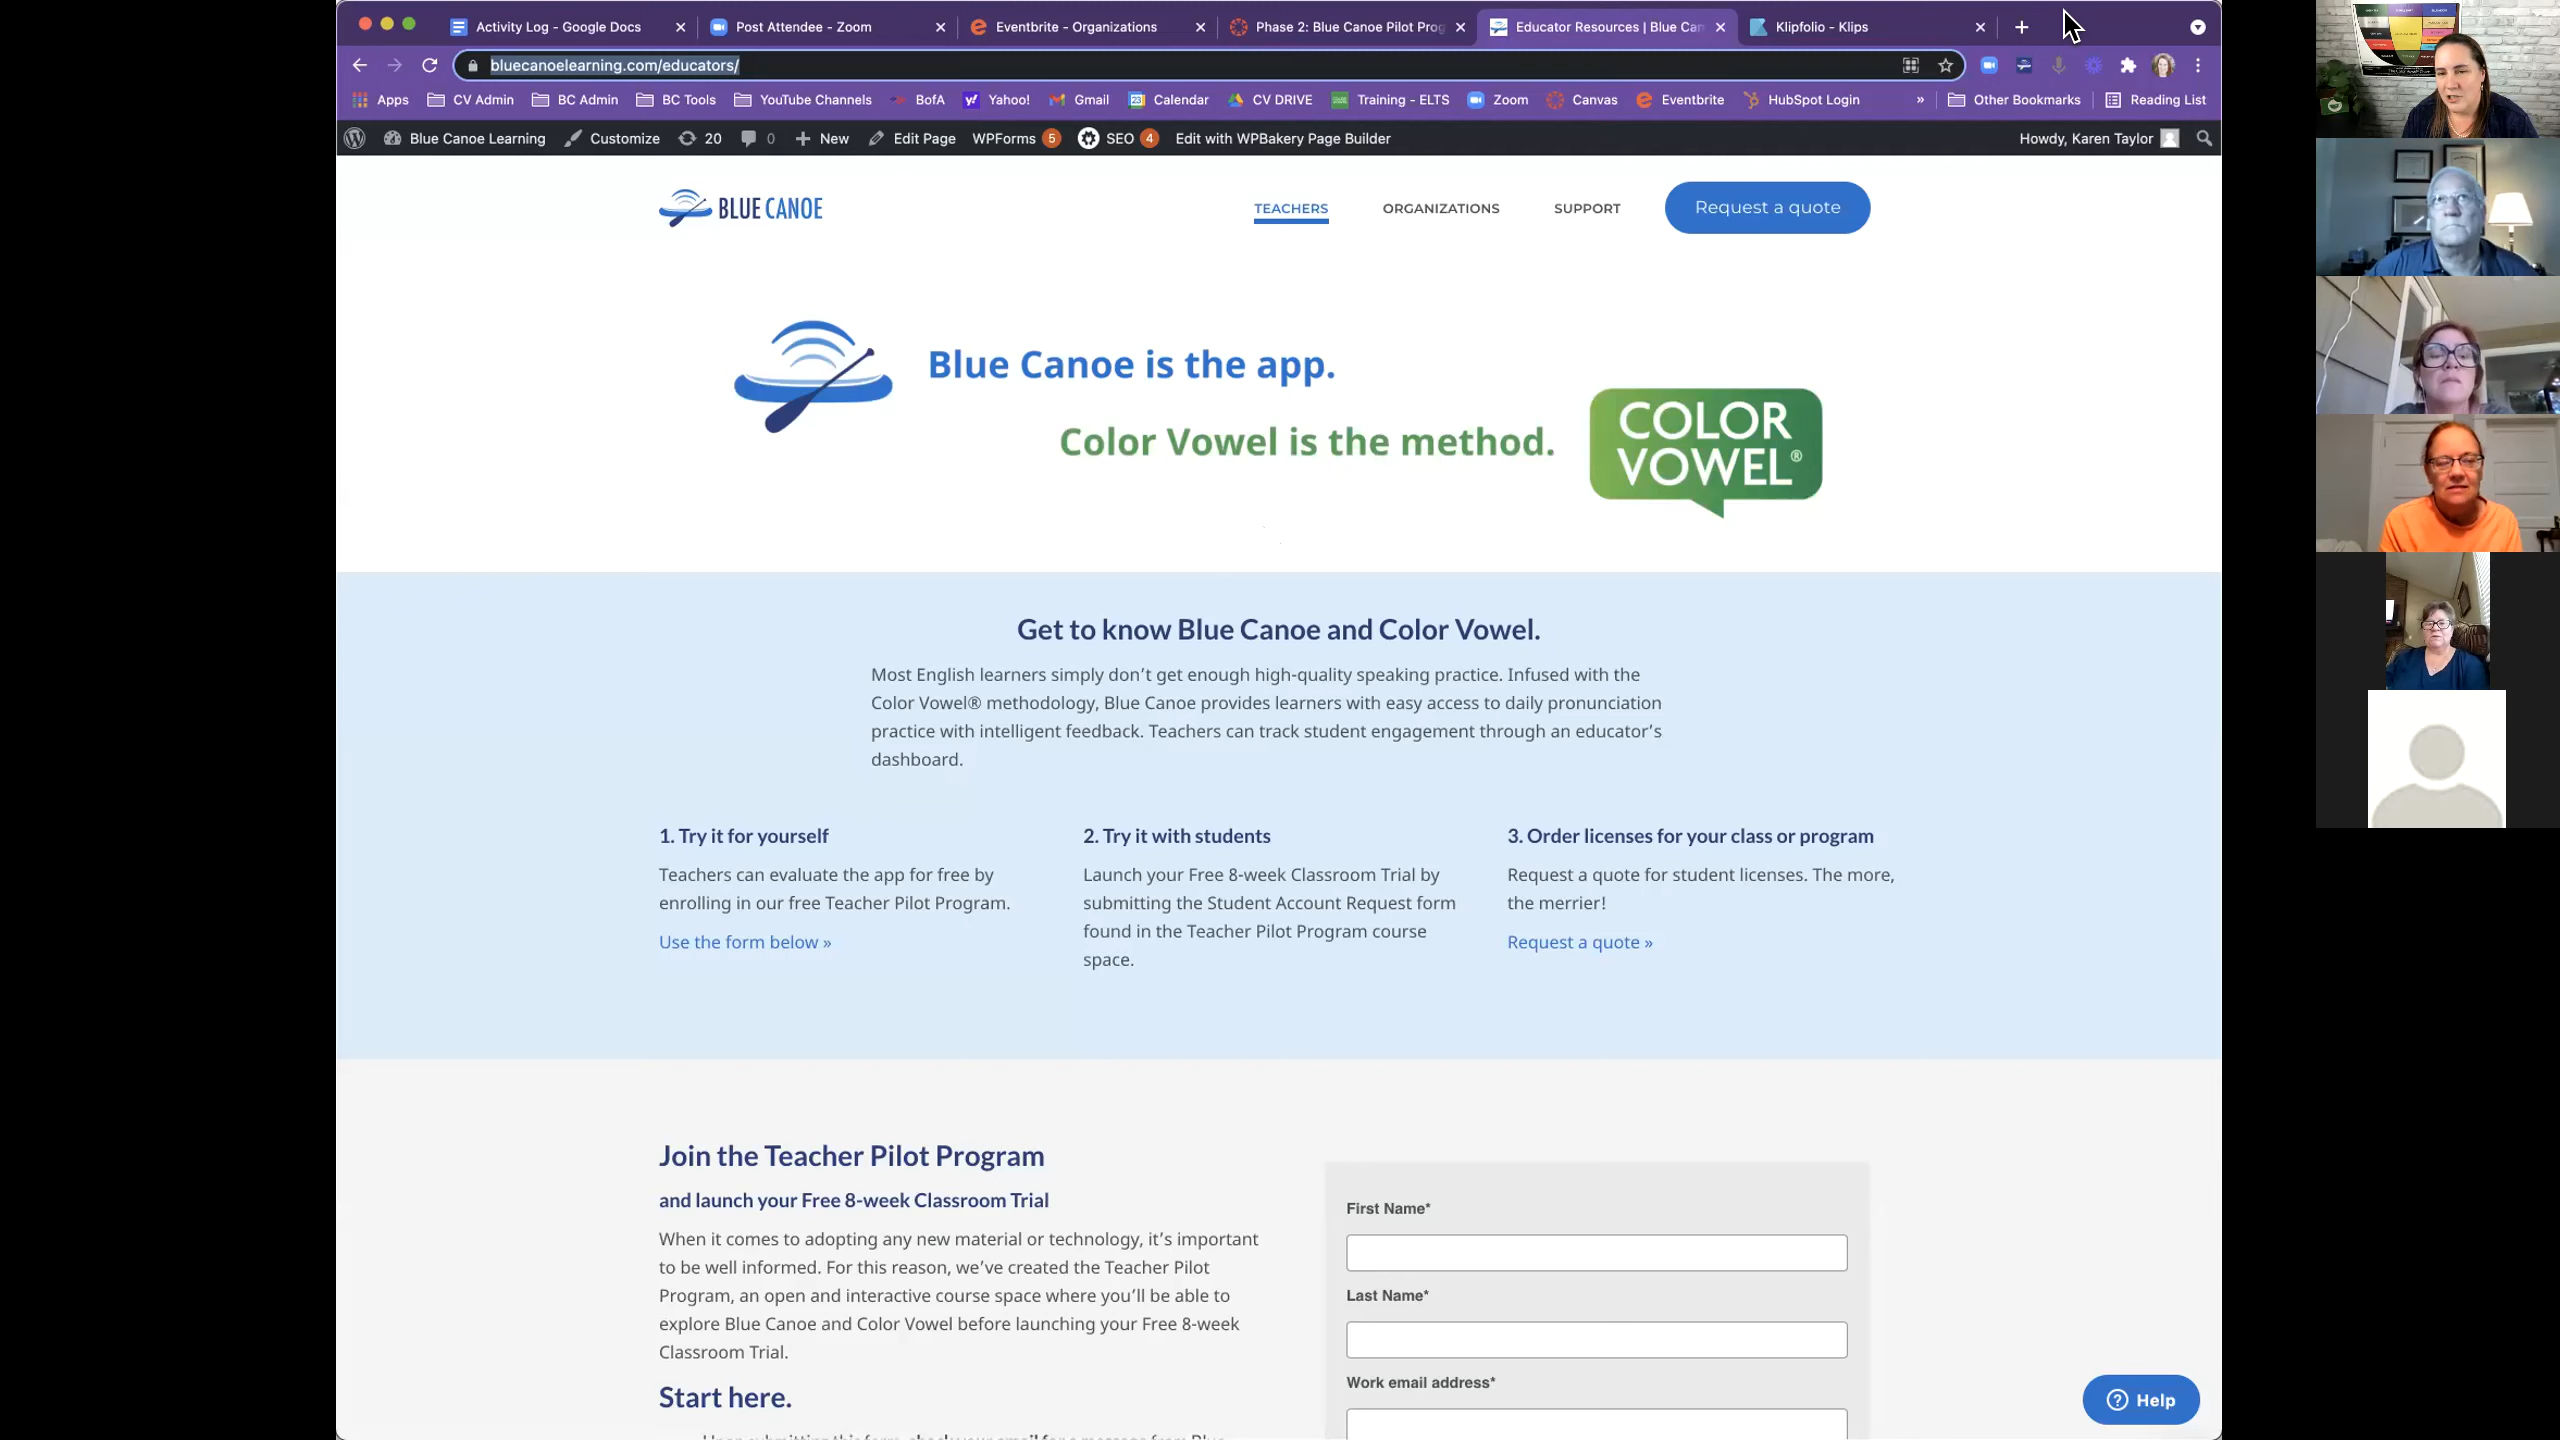 Activity Log - Google Docs
Post Attendee - Zoom
Eventbrite - Organizations
Phase 2: Blue Canoe Pilot Prog
Educator Resources | Blue Can
Klipfolio - Klips
bluecanoelearning.com/educators/
Apps
CV Admin
BC Admin
BC Tools
YouTube Channels
BofA
Yahoo!
Gmail
Calendar
CV DRIVE
Training - ELTS
Zoom
Canvas
Eventbrite
HubSpot Login
»
Other Bookmarks
Reading List
Blue Canoe Learning
Customize
20
0
New
Edit Page
WPForms 5
SEO 4
Edit with WPBakery Page Builder
Howdy, Karen Taylor
BLUE CANOE
TEACHERS
ORGANIZATIONS
SUPPORT
Request a quote
Blue Canoe is the app.
Color Vowel is the method.
COLOR
VOWEL®
Get to know Blue Canoe and Color Vowel.
Most English learners simply don’t get enough high-quality speaking practice. Infused with the
Color Vowel® methodology, Blue Canoe provides learners with easy access to daily pronunciation
practice with intelligent feedback. Teachers can track student engagement through an educator’s
dashboard.
1. Try it for yourself
Teachers can evaluate the app for free by
enrolling in our free Teacher Pilot Program.
Use the form below »
2. Try it with students
Launch your Free 8-week Classroom Trial by
submitting the Student Account Request form
found in the Teacher Pilot Program course
space.
3. Order licenses for your class or program
Request a quote for student licenses. The more,
the merrier!
Request a quote »
Join the Teacher Pilot Program
and launch your Free 8-week Classroom Trial
When it comes to adopting any new material or technology, it’s important
to be well informed. For this reason, we’ve created the Teacher Pilot
Program, an open and interactive course space where you’ll be able to
explore Blue Canoe and Color Vowel before launching your Free 8-week
Classroom Trial.
Start here.
First Name*
Last Name*
Work email address*
Help